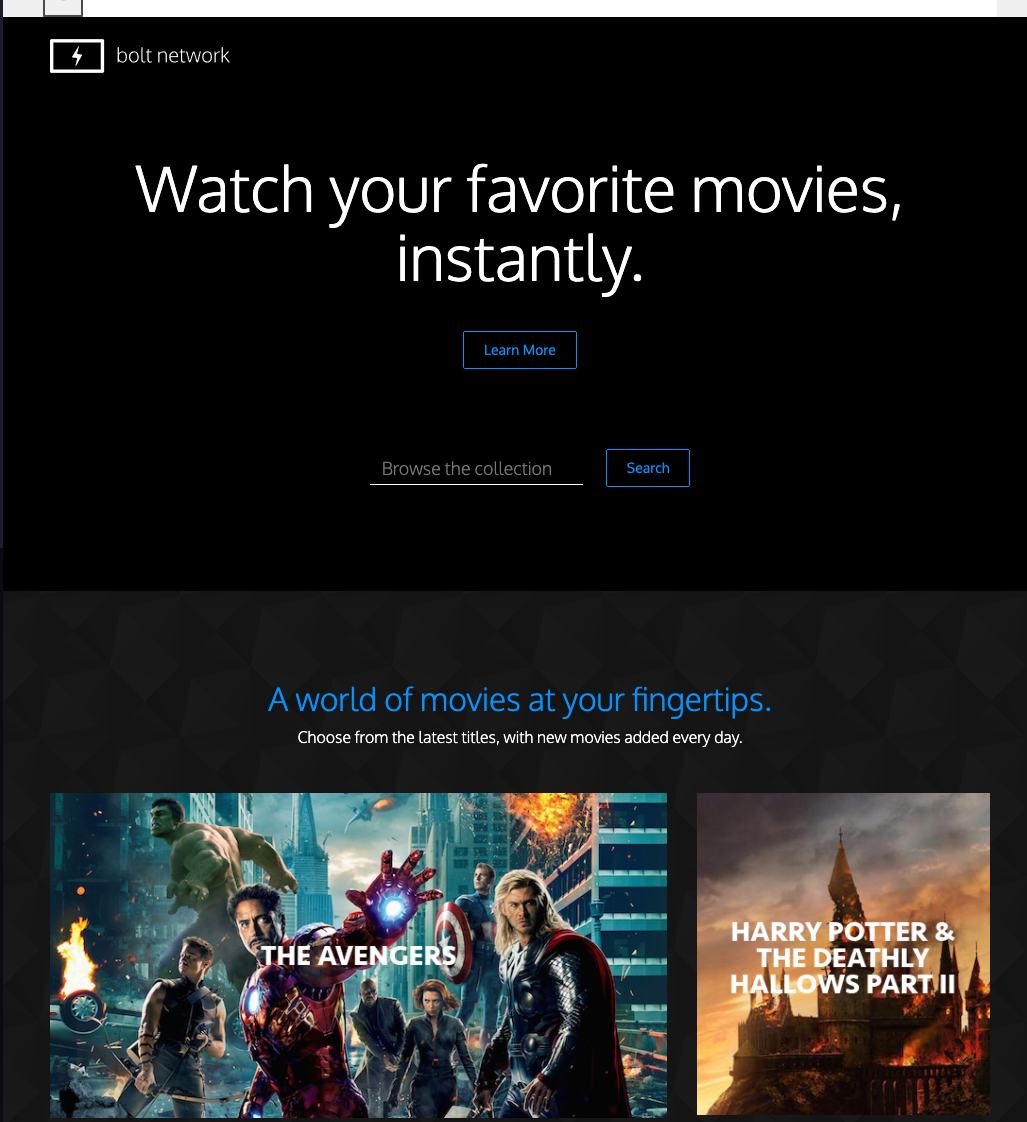 bolt network
Watch your favorite movies,
instantly.
Learn More
Browse the collection
Search
A world of movies at your fingertips.
Choose from the latest titles, with new movies added every day.
THE AVENGERS
HARRY POTTER &
THE DEATHLY
HALLOWS PART II